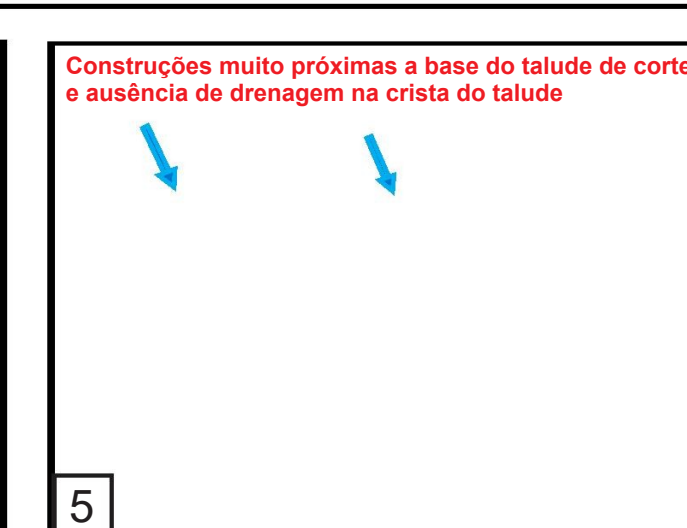 Construções muito próximas a base do talude de corte
e ausência de drenagem na crista do talude
5